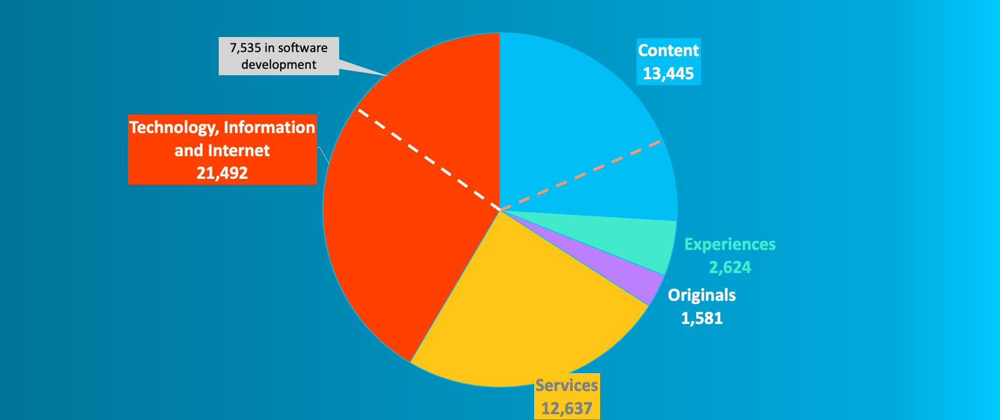 7,535 in software
development
Content
13,445
Technology, Information
and Internet
21,492
Experiences
2,624
Originals
1,581
Services
12,637